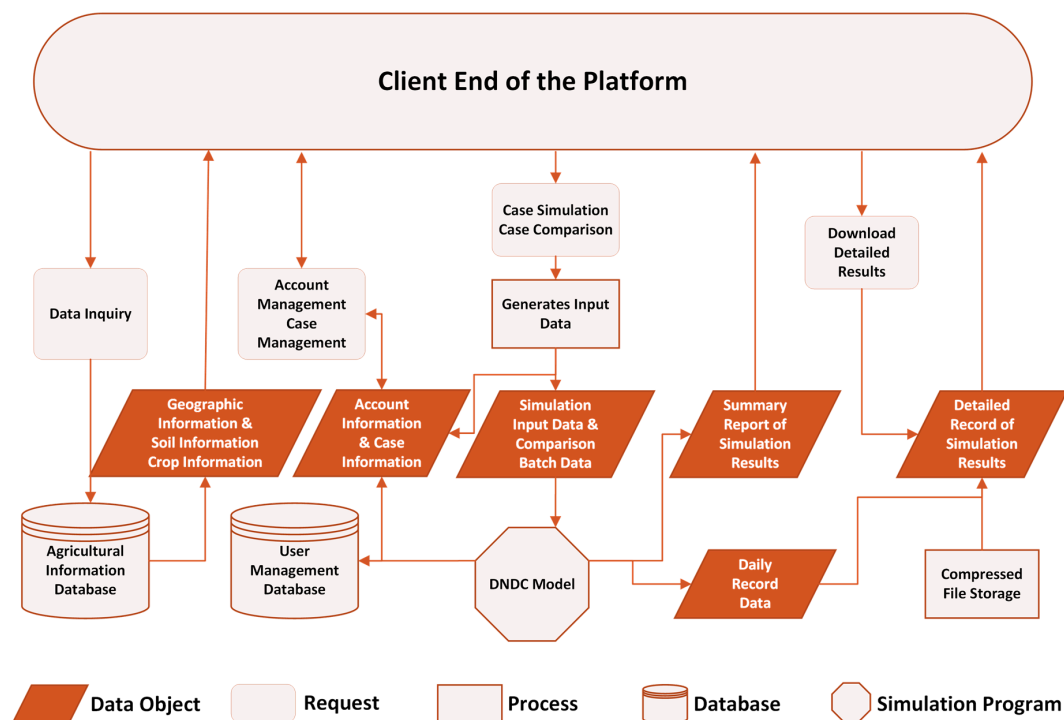 Client End of the Platform
Case Simulation
Case Comparison
Download
Detailed
Results
Data Inquiry
Account
Management
Case
Management
Generates Input
Data
Geographic
Information &
Soil Information
Crop Information
Account
Information
& Case
Information
Simulation
Input Data &
Comparison
Batch Data
Summary
Report of
Simulation
Results
Detailed
Record of
Simulation
Results
Agricultural
Information
Database
User
Management
Database
DNDC Model
Daily
Record
Data
Compressed
File Storage
Data Object
Request
Process
Database
Simulation Program